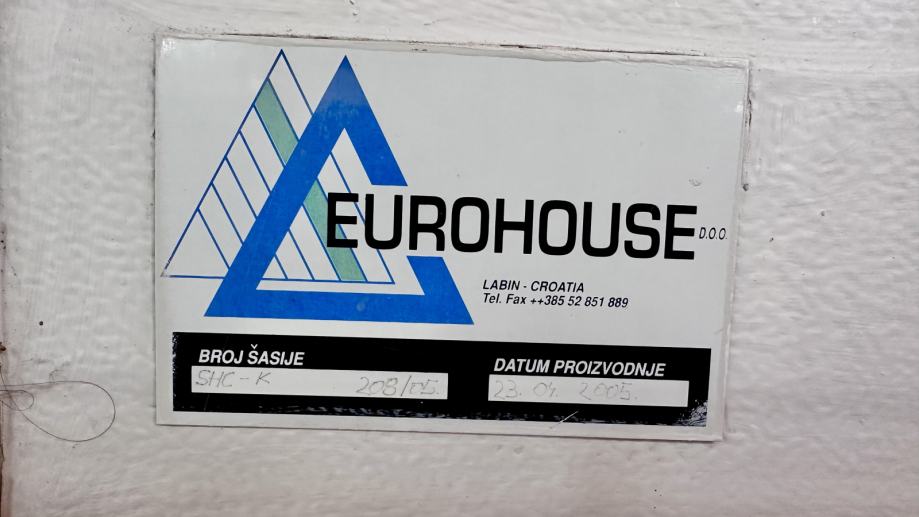 EUROHOUSE D.O.O.
LABIN - CROATIA
Tel. Fax ++385 52 851 889
BROJ ŠASIJE
SHC-K 208/05.
DATUM PROIZVODNJE
23. 04. 2005.